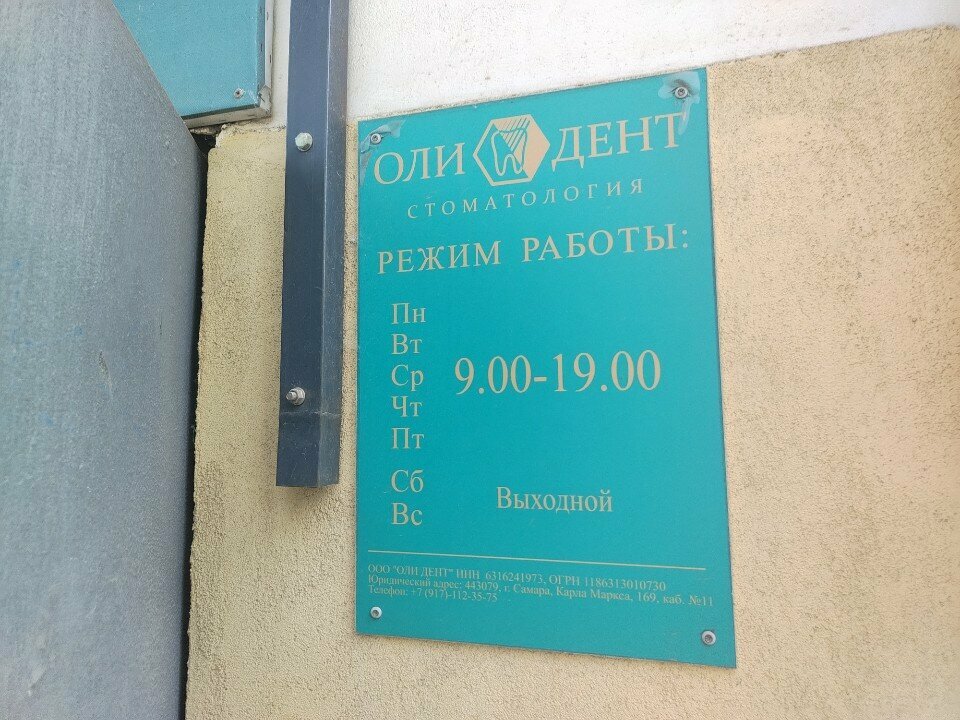 ОЛИ ДЕНТ
СТОМАТОЛОГИЯ
РЕЖИМ РАБОТЫ:
Пн
Вт
Ср 9.00-19.00
Чт
Пт
Сб
Выходной
Вс
ООО "ОЛИ ДЕНТ" ИНН 6316241973, ОГРН 1186313010730
Юридический адрес: 443079, г. Самара, Карла Маркса, 169, каб. №11
Телефон: +7 (917)-112-35-75